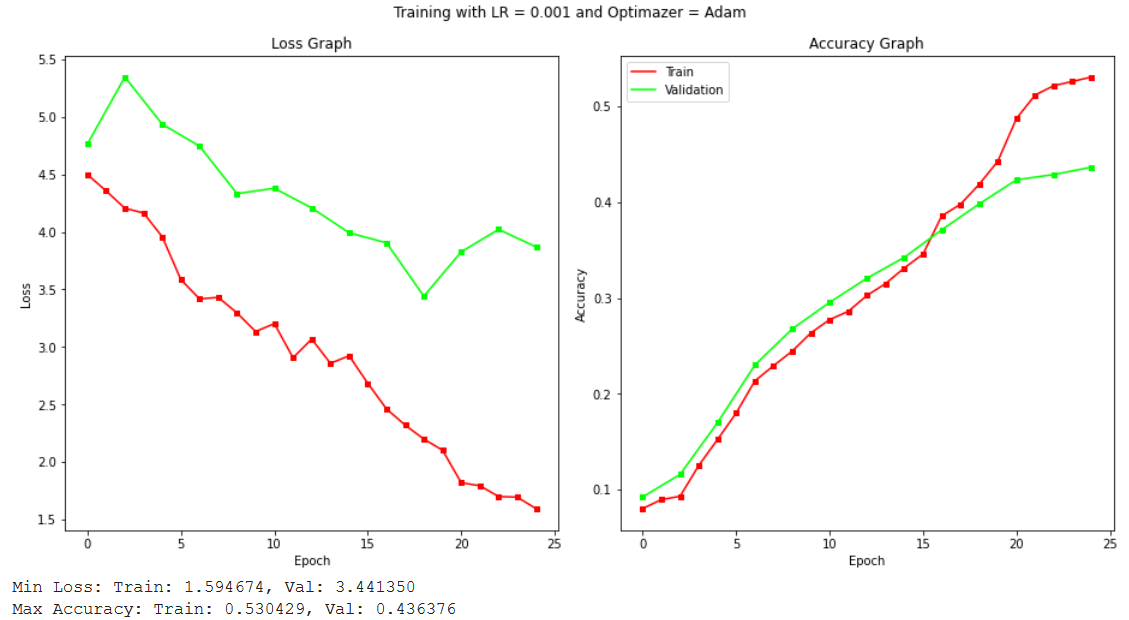 Training with LR = 0.001 and Optimazer = Adam
Loss Graph
5.5
5.0
4.5
4.0
3.5
3.0
2.5
2.0
1.5
Loss
0
5
10
15
20
25
Epoch
Accuracy Graph
Train
Validation
0.5
0.4
0.3
0.2
0.1
Accuracy
0
5
10
15
20
25
Epoch
Min Loss: Train: 1.594674, Val: 3.441350
Max Accuracy: Train: 0.530429, Val: 0.436376